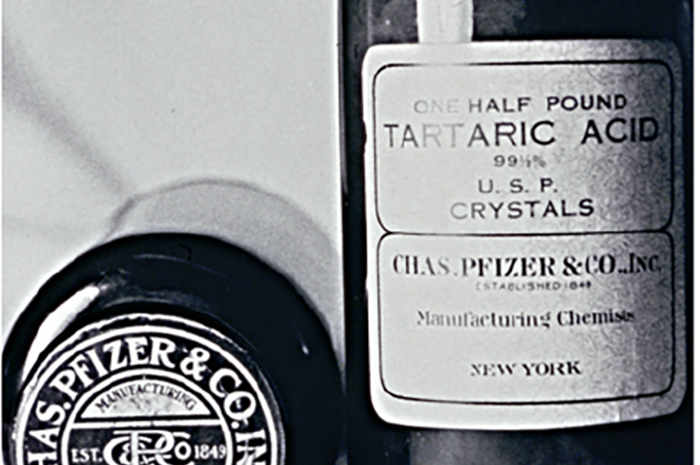 ONE HALF POUND
TARTARIC ACID
99½%
U. S. P.
CRYSTALS
CHAS. PFIZER & CO., INC.
ESTABLISHED 1849
Manufacturing Chemists
NEW YORK
HAS. PFIZER & CO. IN
MANUFACTURING
EST. 1849